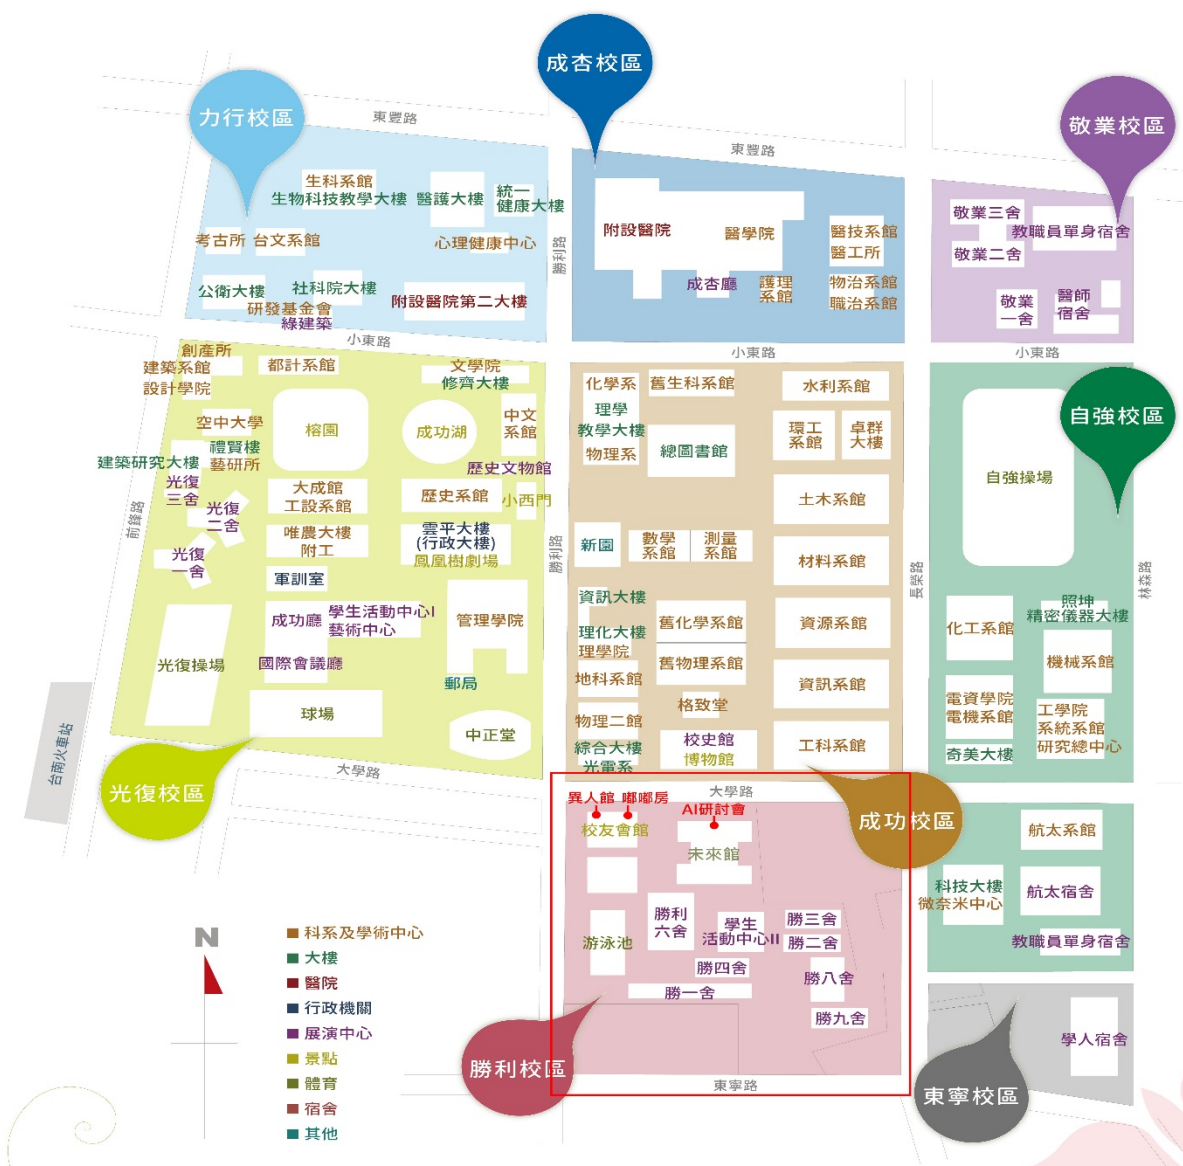 成杏校區
力行校區
敬業校區
東豐路
東豐路
生科系館
生物科技教學大樓
醫護大樓
統一
健康大樓
考古所
台文系館
心理健康中心
公衛大樓
社科院大樓
研發基金會
綠建築
附設醫院第二大樓
勝利路
附設醫院
醫學院
成杏廳
護理
系館
醫技系館
醫工所
物治系館
職治系館
敬業三舍
教職員單身宿舍
敬業二舍
敬業
一舍
醫師
宿舍
小東路
小東路
小東路
創產所
建築系館
設計學院
都計系館
文學院
修齊大樓
空中大學
榕園
成功湖
中文
系館
禮賢樓
藝研所
建築研究大樓
歷史文物館
光復
三舍
光復
二舍
大成館
工設系館
歷史系館
小西門
唯農大樓
附工
雲平大樓
(行政大樓)
鳳凰樹劇場
光復
一舍
軍訓室
成功廳
學生活動中心I
藝術中心
管理學院
國際會議廳
光復操場
郵局
球場
中正堂
前鋒路
台南火車站
光復校區
大學路
勝利路
化學系
理學
教學大樓
物理系
舊生科系館
總圖書館
水利系館
環工
系館
卓群
大樓
土木系館
新園
數學
系館
測量
系館
材料系館
資訊大樓
理化大樓
理學院
舊化學系館
舊物理系館
資源系館
地科系館
格致堂
資訊系館
物理二館
綜合大樓
光電系
校史館
博物館
工科系館
長榮路
自強校區
自強操場
林森路
照坤
精密儀器大樓
化工系館
機械系館
電資學院
電機系館
工學院
系統系館
研究總中心
奇美大樓
大學路
成功校區
異人館
嘟嘟房
AI研討會
校友會館
未來館
游泳池
勝利
六舍
學生
活動中心II
勝三舍
勝二舍
勝四舍
勝一舍
勝八舍
勝九舍
勝利校區
東寧路
航太系館
科技大樓
微奈米中心
航太宿舍
教職員單身宿舍
學人宿舍
東寧校區
N
科系及學術中心
大樓
醫院
行政機關
展演中心
景點
體育
宿舍
其他